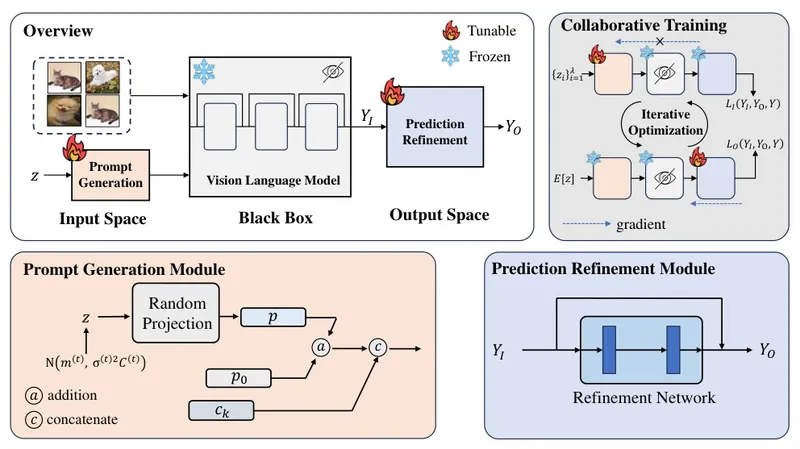 Overview
Tunable
Frozen
z
Prompt
Generation
Vision Language Model
Y_I
Prediction
Refinement
Y_O
Input Space
Black Box
Output Space
Collaborative Training
{z_i}_{i=1}^λ
L_I(Y_I, Y_O, Y)
Iterative
Optimization
L_O(Y_I, Y_O, Y)
E[z]
gradient
Prompt Generation Module
z
Random
Projection
p
N(m^{(t)}, σ^{(t)2}C^{(t)})
a
c
p_0
c_k
a addition
c concatenate
Prediction Refinement Module
Y_I
Y_O
Refinement Network